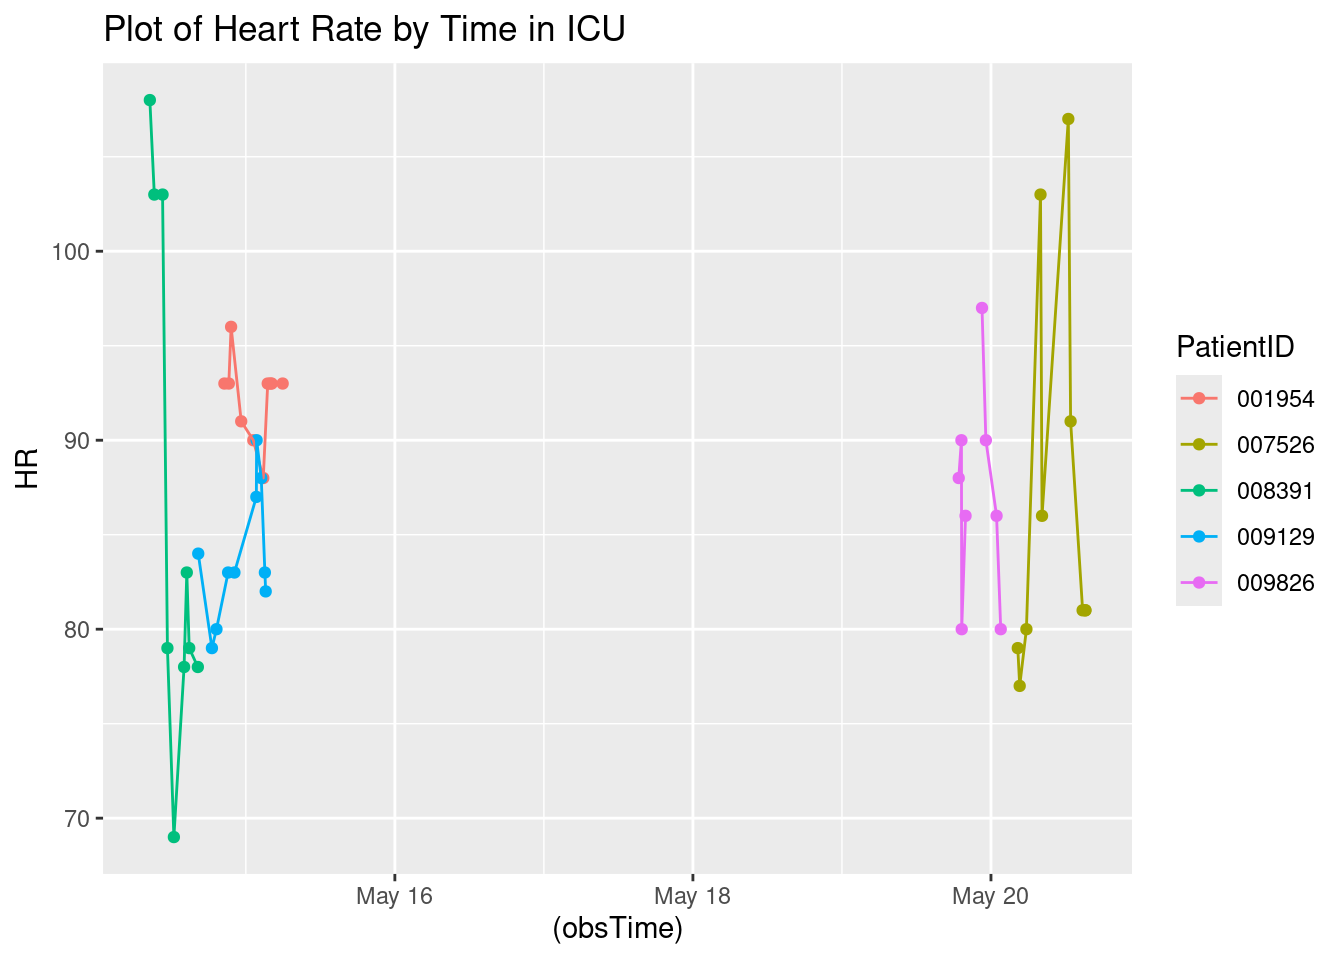 Plot of Heart Rate by Time in ICU
HR
100
90
80
70
May 16
May 18
May 20
(obsTime)
PatientID
001954
007526
008391
009129
009826